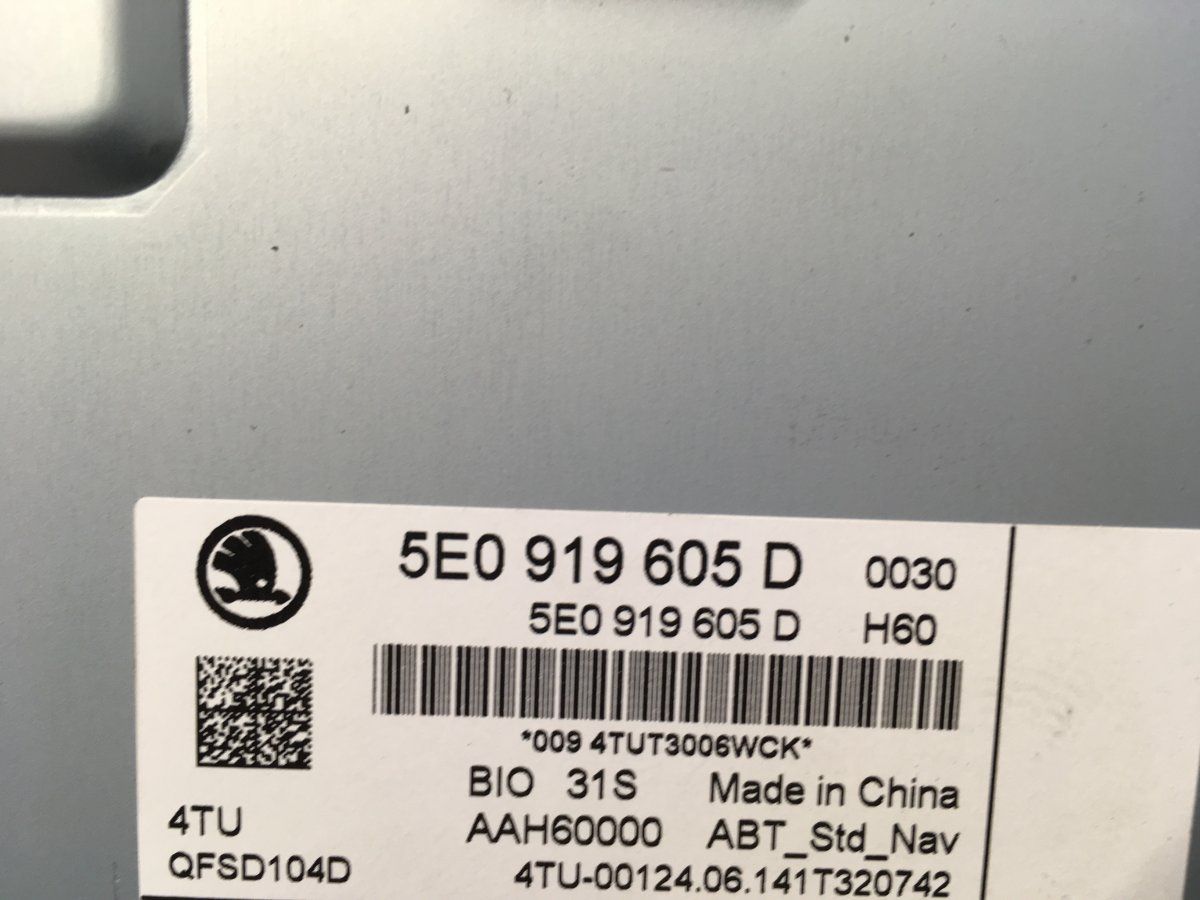 5E0 919 605 D 0030
5E0 919 605 D H60
*009 4TUT3006WCK*
BIO 31S Made in China
4TU AAH60000 ABT_Std_Nav
QFSD104D 4TU-00124.06.141T320742